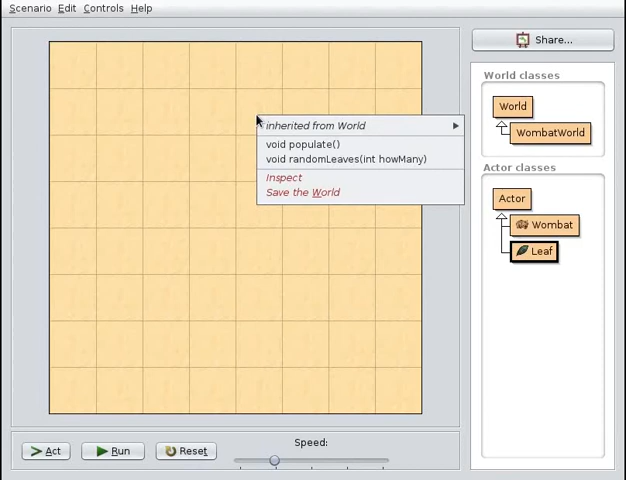 Scenario Edit Controls Help
Share...
World classes
World
WombatWorld
inherited from World
void populate()
void randomLeaves(int howMany)
Inspect
Save the World
Actor classes
Actor
Wombat
Leaf
Act
Run
Reset
Speed: